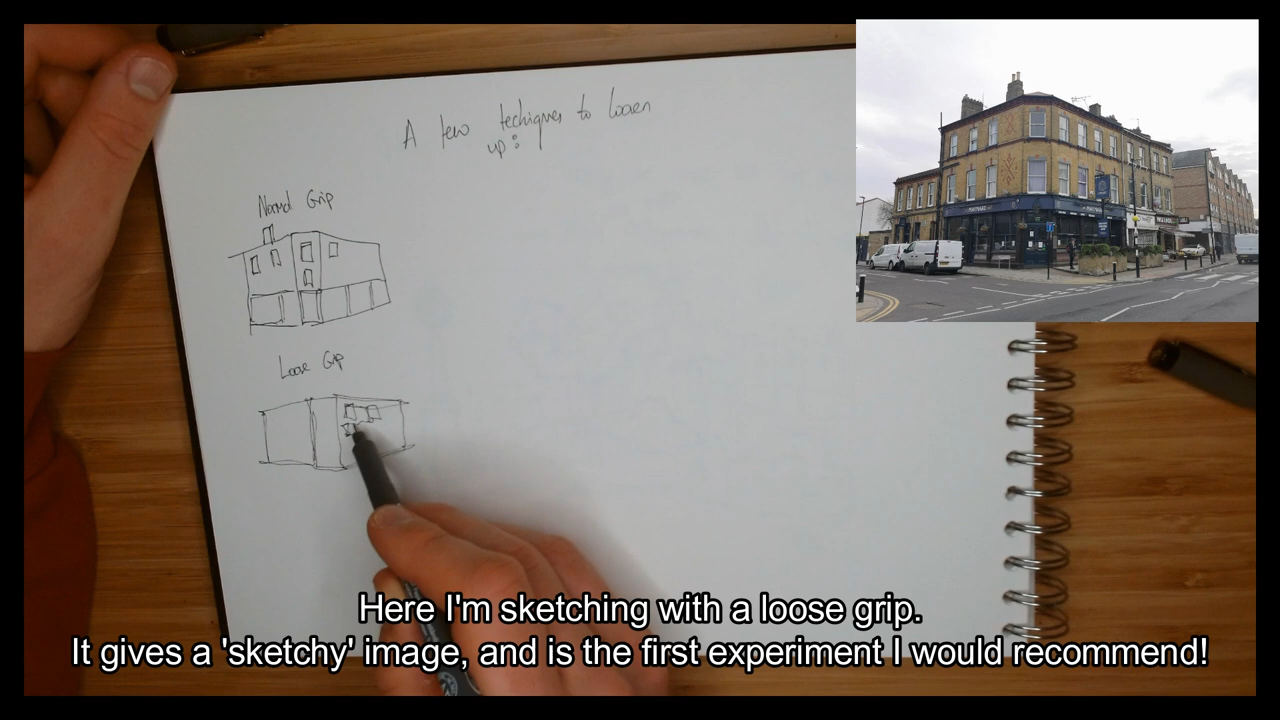 A few techiques to loosen
up:
Normal Grip
Loose Grip
Here I'm sketching with a loose grip.
It gives a 'sketchy' image, and is the first experiment I would recommend!